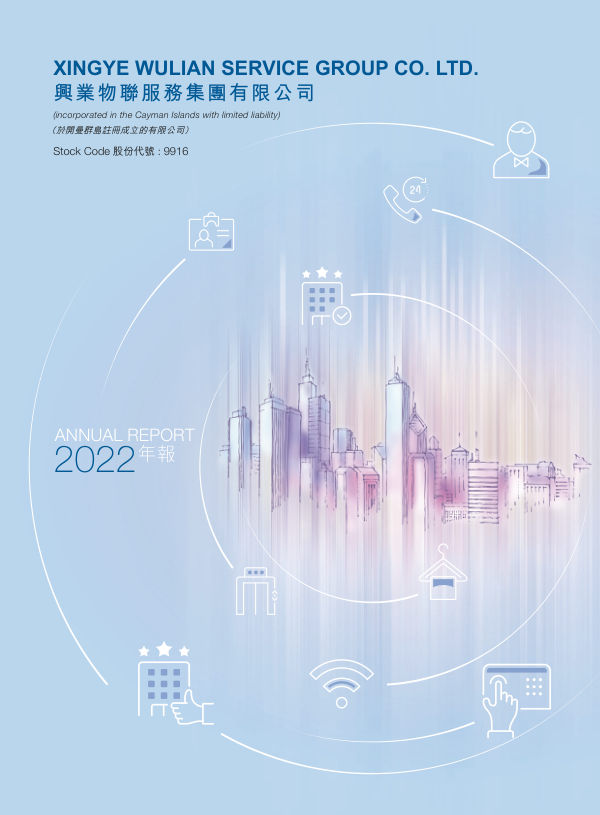 XINGYE WULIAN SERVICE GROUP CO. LTD.
興業物聯服務集團有限公司
(incorporated in the Cayman Islands with limited liability)
(於開曼群島註冊成立的有限公司)
Stock Code 股份代號 : 9916
24
ANNUAL REPORT
2022年報